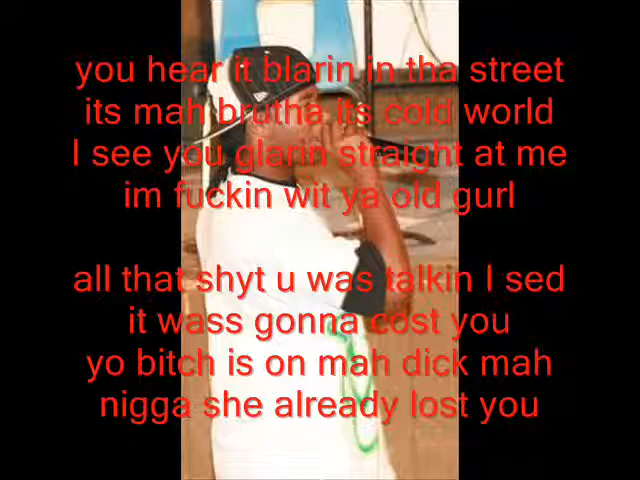 you hear it blarin in tha street
its mah brutha its cold world
I see you glarin straight at me
im fuckin wit ya old gurl
all that shyt u was talkin I sed
it wass gonna cost you
yo bitch is on mah dick mah
nigga she already lost you